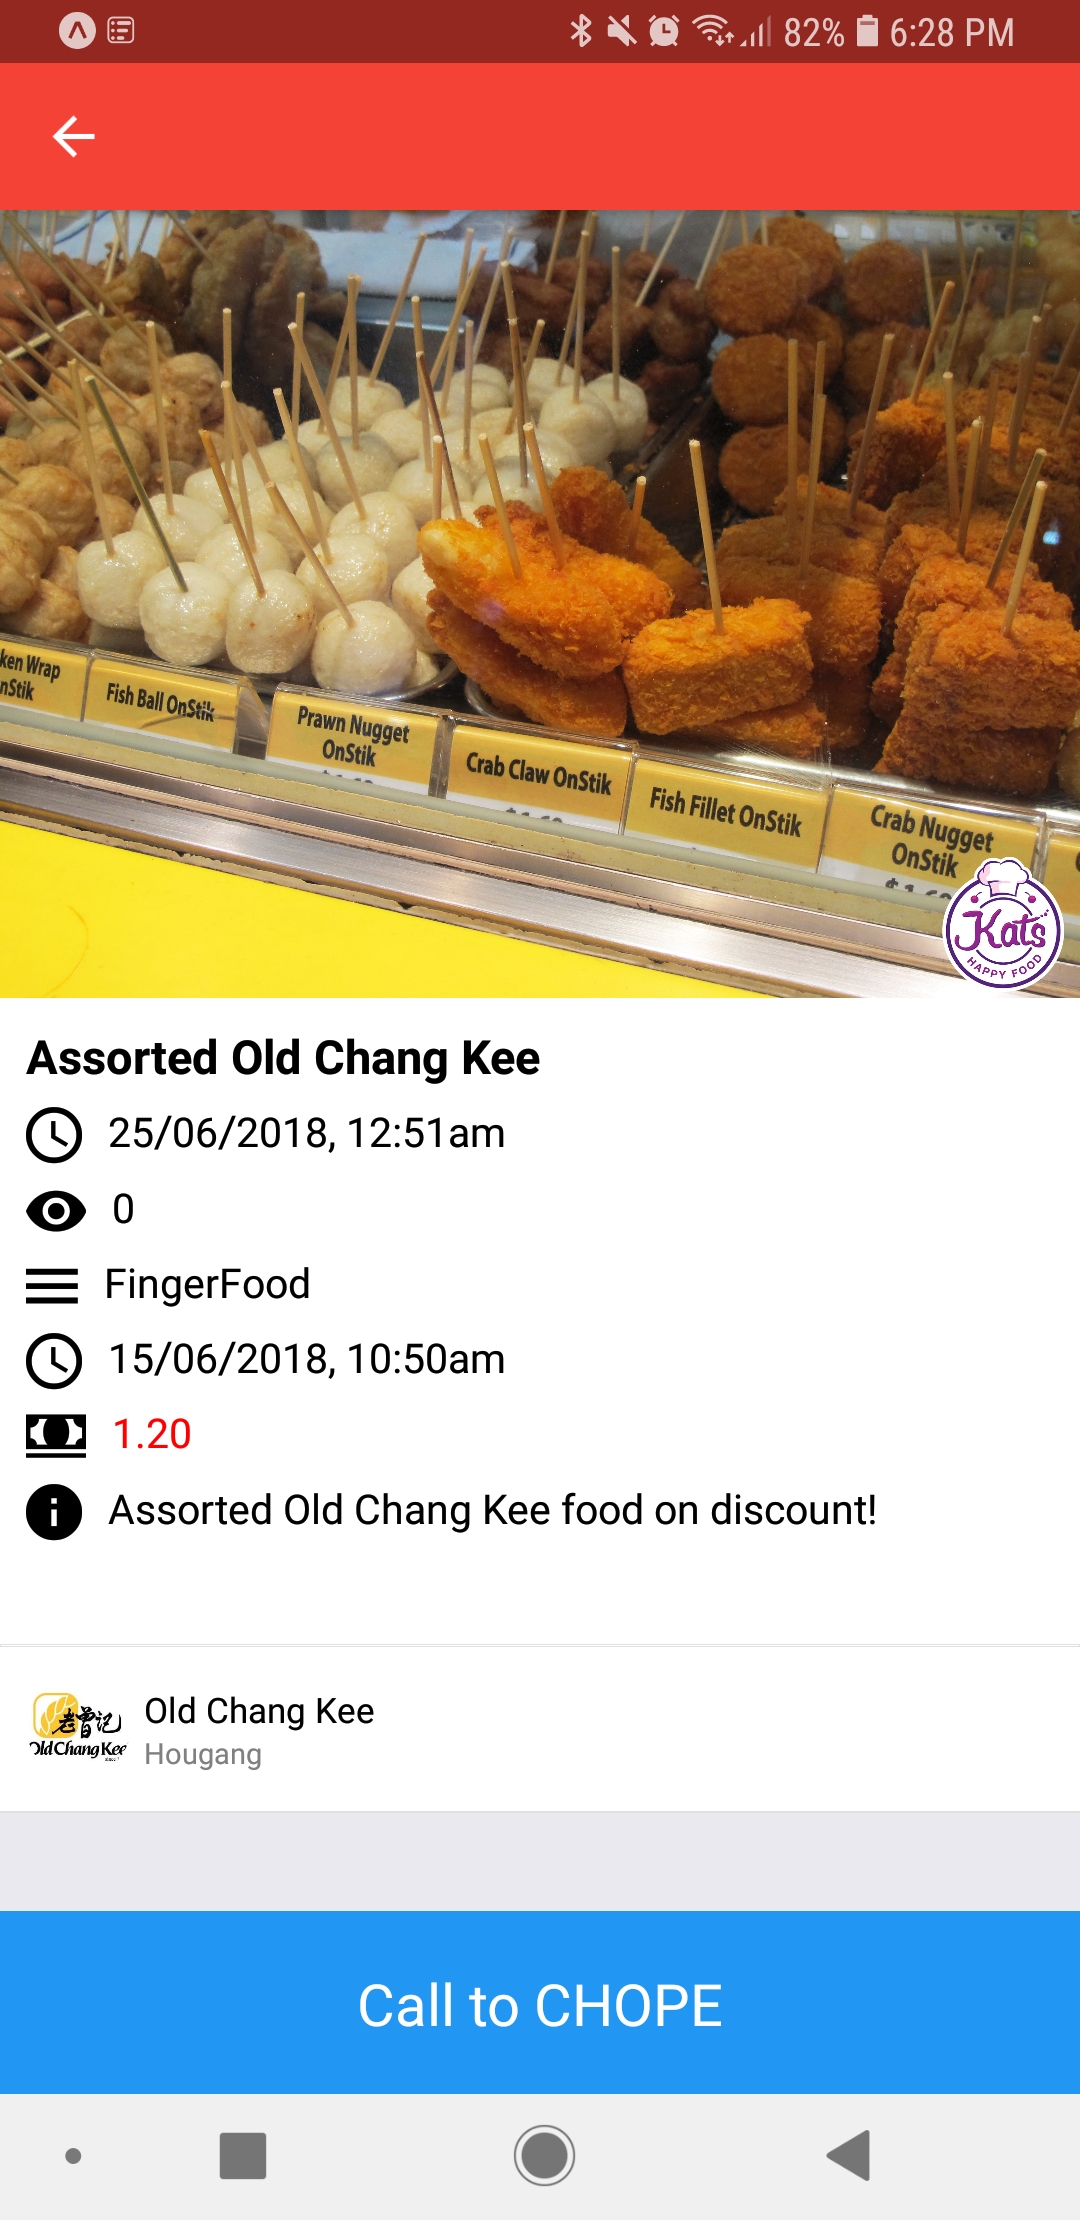 82% 6:28 PM
ken Wrap
nStik
Fish Ball OnStik
Prawn Nugget
OnStik
Crab Claw OnStik
Fish Fillet OnStik
Crab Nugget
OnStik
Kats
HAPPY FOOD
Assorted Old Chang Kee
25/06/2018, 12:51am
0
FingerFood
15/06/2018, 10:50am
1.20
Assorted Old Chang Kee food on discount!
老曾记
Old Chang Kee
Old Chang Kee
Hougang
Call to CHOPE